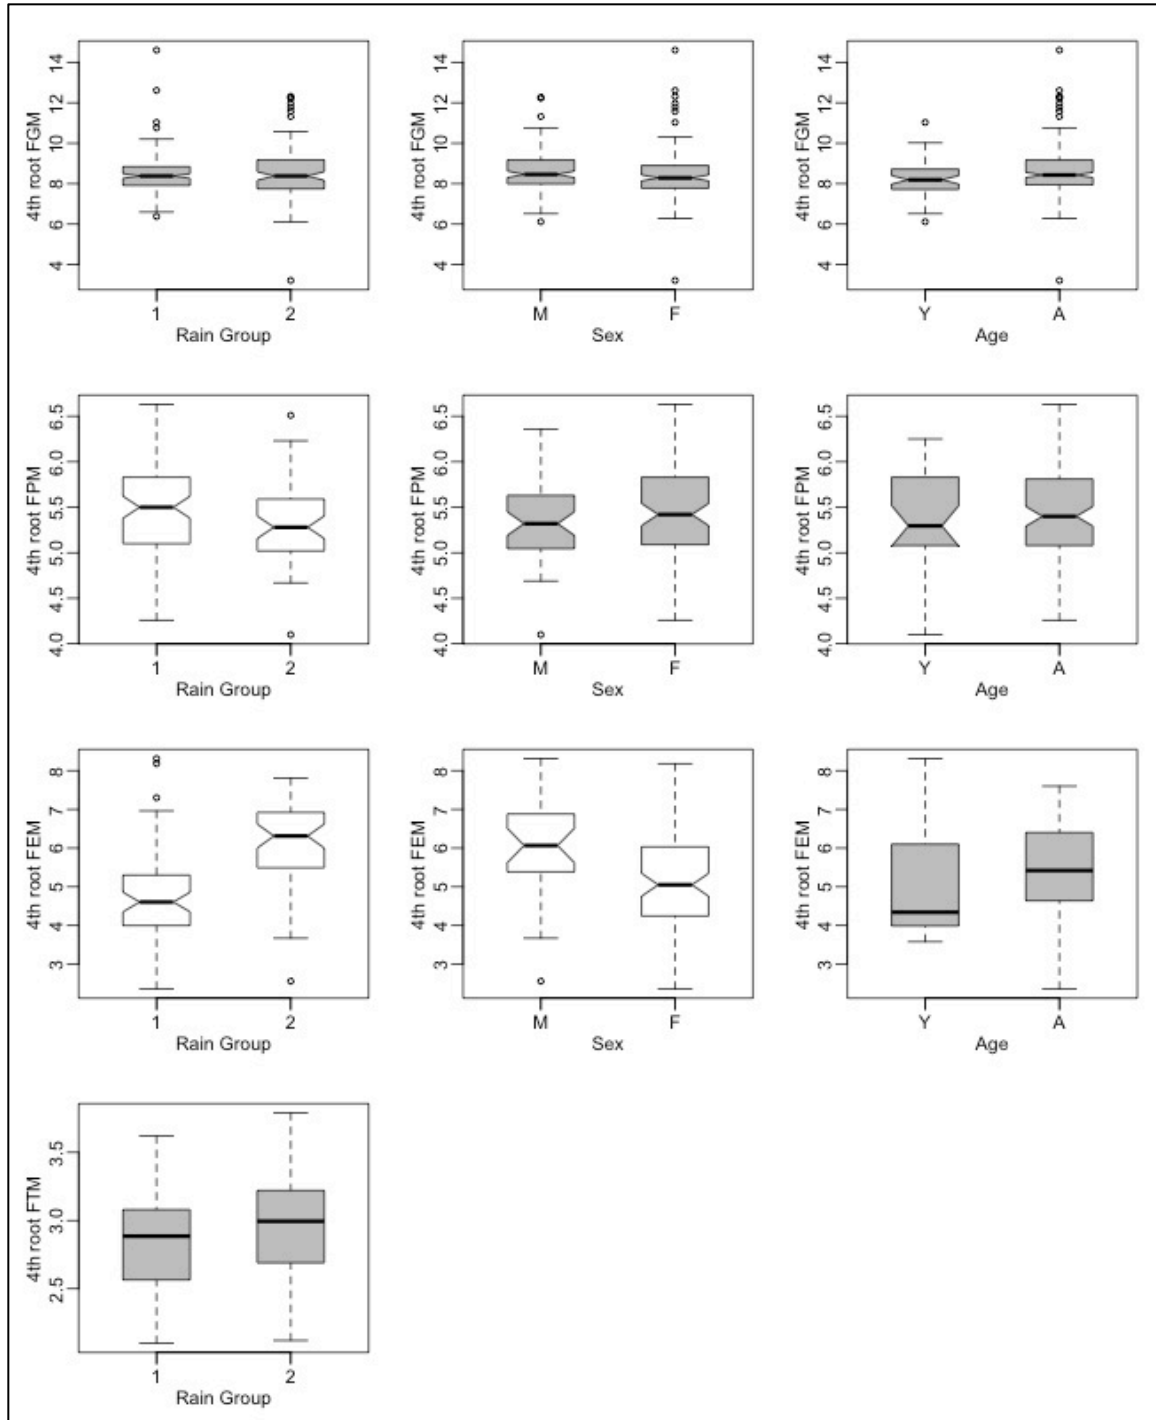 4th root FGM
14
12
10
8
6
4
1 2
Rain Group
4th root FGM
14
12
10
8
6
4
M F
Sex
4th root FGM
14
12
10
8
6
4
Y A
Age
4th root FPM
6.5
6.0
5.5
5.0
4.5
4.0
1 2
Rain Group
4th root FPM
6.5
6.0
5.5
5.0
4.5
4.0
M F
Sex
4th root FPM
6.5
6.0
5.5
5.0
4.5
4.0
Y A
Age
4th root FEM
8
7
6
5
4
3
1 2
Rain Group
4th root FEM
8
7
6
5
4
3
M F
Sex
4th root FEM
8
7
6
5
4
3
Y A
Age
4th root FTM
3.5
3.0
2.5
1 2
Rain Group